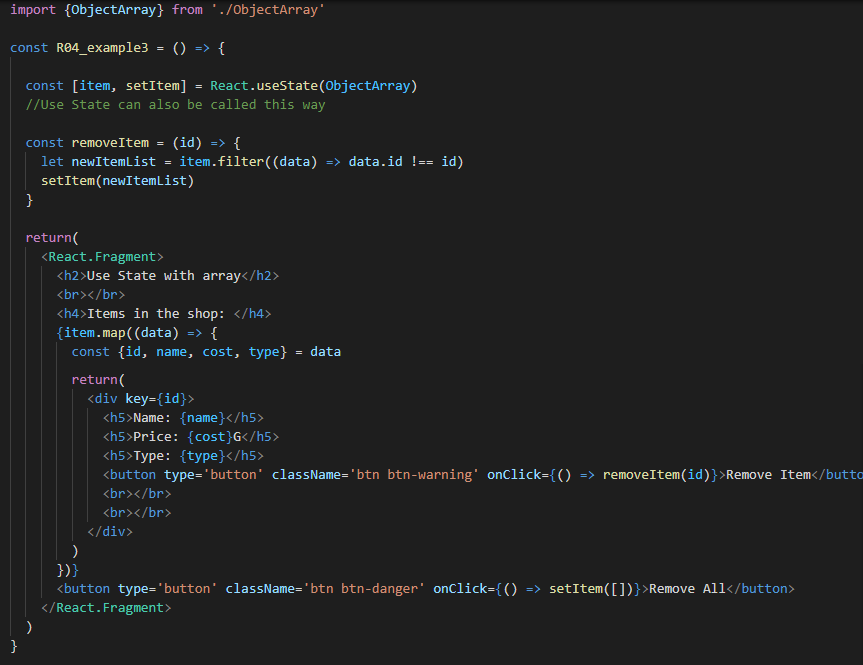 import {ObjectArray} from './ObjectArray'
const R04_example3 = () => {
const [item, setItem] = React.useState(ObjectArray)
//Use State can also be called this way
const removeItem = (id) => {
let newItemList = item.filter((data) => data.id !== id)
setItem(newItemList)
}
return(
<React.Fragment>
<h2>Use State with array</h2>
<br></br>
<h4>Items in the shop: </h4>
{item.map((data) => {
const {id, name, cost, type} = data
return(
<div key={id}>
<h5>Name: {name}</h5>
<h5>Price: {cost}G</h5>
<h5>Type: {type}</h5>
<button type='button' className='btn btn-warning' onClick={() => removeItem(id)}>Remove Item</butto
<br></br>
<br></br>
</div>
)
})}
<button type='button' className='btn btn-danger' onClick={() => setItem([])}>Remove All</button>
</React.Fragment>
)
}